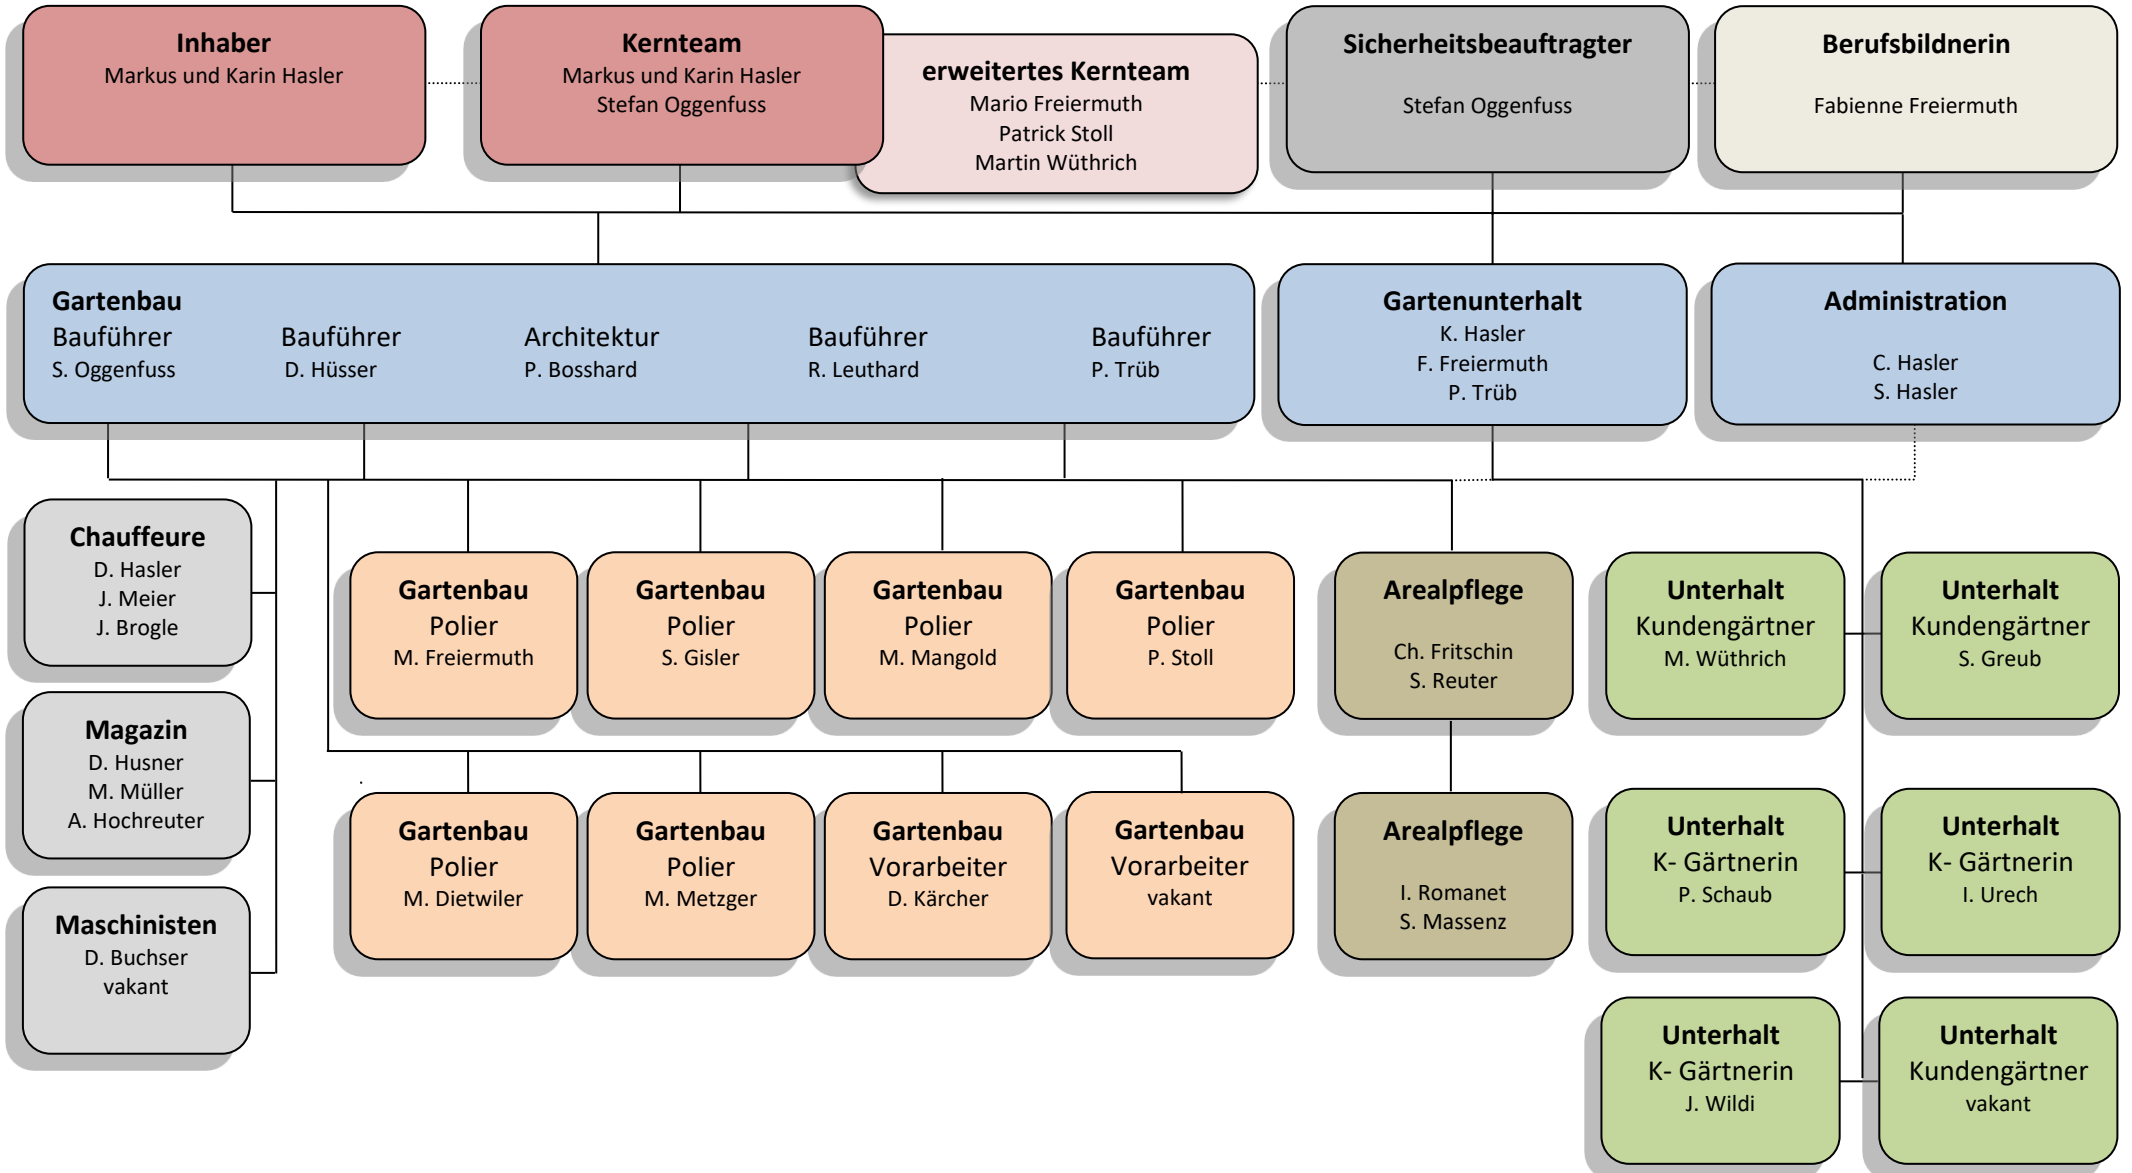 Inhaber
Markus und Karin Hasler
Kernteam
Markus und Karin Hasler
Stefan Oggenfuss
erweitertes Kernteam
Mario Freiermuth
Patrick Stoll
Martin Wüthrich
Sicherheitsbeauftragter
Stefan Oggenfuss
Berufsbildnerin
Fabienne Freiermuth
Gartenbau
Bauführer
S. Oggenfuss
Bauführer
D. Hüsser
Architektur
P. Bosshard
Bauführer
R. Leuthard
Bauführer
P. Trüb
Gartenunterhalt
K. Hasler
F. Freiermuth
P. Trüb
Administration
C. Hasler
S. Hasler
Chauffeure
D. Hasler
J. Meier
J. Brogle
Magazin
D. Husner
M. Müller
A. Hochreuter
Maschinisten
D. Buchser
vakant
Gartenbau
Polier
M. Freiermuth
Gartenbau
Polier
S. Gisler
Gartenbau
Polier
M. Mangold
Gartenbau
Polier
P. Stoll
Arealpflege
Ch. Fritschin
S. Reuter
Unterhalt
Kundengärtner
M. Wüthrich
Unterhalt
Kundengärtner
S. Greub
.
Gartenbau
Polier
M. Dietwiler
Gartenbau
Polier
M. Metzger
Gartenbau
Vorarbeiter
D. Kärcher
Gartenbau
Vorarbeiter
vakant
Arealpflege
I. Romanet
S. Massenz
Unterhalt
K- Gärtnerin
P. Schaub
Unterhalt
K- Gärtnerin
I. Urech
Unterhalt
K- Gärtnerin
J. Wildi
Unterhalt
Kundengärtner
vakant